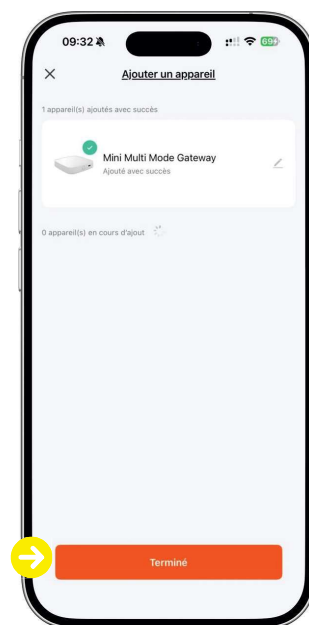 09:32
69
Ajouter un appareil
1 appareil(s) ajoutés avec succès
Mini Multi Mode Gateway
Ajouté avec succès
0 appareil(s) en cours d'ajout
Terminé